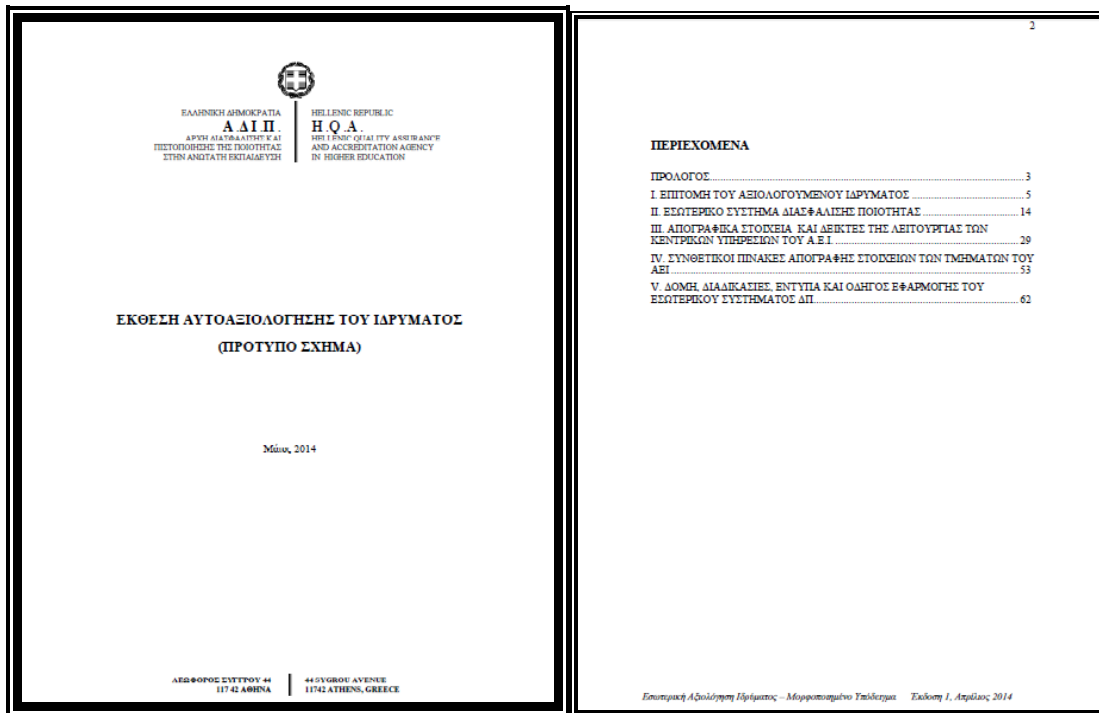 ΕΛΛΗΝΙΚΗ ΔΗΜΟΚΡΑΤΙΑ
Α.ΔΙ.Π.
ΑΡΧΗ ΔΙΑΣΦΑΛΙΣΗΣ ΚΑΙ
ΠΙΣΤΟΠΟΙΗΣΗΣ ΤΗΣ ΠΟΙΟΤΗΤΑΣ
ΣΤΗΝ ΑΝΩΤΑΤΗ ΕΚΠΑΙΔΕΥΣΗ
HELLENIC REPUBLIC
H.Q.A.
HELLENIC QUALITY ASSURANCE
AND ACCREDITATION AGENCY
IN HIGHER EDUCATION
ΕΚΘΕΣΗ ΑΥΤΟΑΞΙΟΛΟΓΗΣΗΣ ΤΟΥ ΙΔΡΥΜΑΤΟΣ
(ΠΡΟΤΥΠΟ ΣΧΗΜΑ)
Μάιος, 2014
ΛΕΩΦΟΡΟΣ ΣΥΓΓΡΟΥ 44
117 42 ΑΘΗΝΑ
44 SYGROU AVENUE
11742 ATHENS, GREECE
2
ΠΕΡΙΕΧΟΜΕΝΑ
ΠΡΟΛΟΓΟΣ 3
Ι. ΕΠΙΤΟΜΗ ΤΟΥ ΑΞΙΟΛΟΓΟΥΜΕΝΟΥ ΙΔΡΥΜΑΤΟΣ 5
ΙΙ. ΕΣΩΤΕΡΙΚΟ ΣΥΣΤΗΜΑ ΔΙΑΣΦΑΛΙΣΗΣ ΠΟΙΟΤΗΤΑΣ 14
ΙΙΙ. ΑΠΟΓΡΑΦΙΚΑ ΣΤΟΙΧΕΙΑ ΚΑΙ ΔΕΙΚΤΕΣ ΤΗΣ ΛΕΙΤΟΥΡΓΙΑΣ ΤΩΝ
ΚΕΝΤΡΙΚΩΝ ΥΠΗΡΕΣΙΩΝ ΤΟΥ Α.Ε.Ι. 29
IV. ΣΥΝΘΕΤΙΚΟΙ ΠΙΝΑΚΕΣ ΑΠΟΓΡΑΦΗΣ ΣΤΟΙΧΕΙΩΝ ΤΩΝ ΤΜΗΜΑΤΩΝ ΤΟΥ
ΑΕΙ 53
V. ΔΟΜΗ, ΔΙΑΔΙΚΑΣΙΕΣ, ΕΝΤΥΠΑ ΚΑΙ ΟΔΗΓΟΣ ΕΦΑΡΜΟΓΗΣ ΤΟΥ
ΕΣΩΤΕΡΙΚΟΥ ΣΥΣΤΗΜΑΤΟΣ ΔΠ 62
Εσωτερική Αξιολόγηση Ιδρύματος – Μορφοποιημένο Υπόδειγμα Έκδοση 1, Απρίλιος 2014